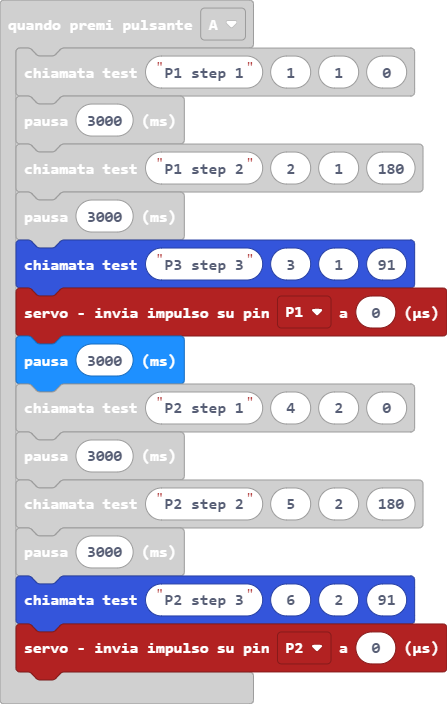 quando premi pulsante A
chiamata test "P1 step 1" 1 1 0
pausa 3000 (ms)
chiamata test "P1 step 2" 2 1 180
pausa 3000 (ms)
chiamata test "P3 step 3" 3 1 91
servo - invia impulso su pin P1 a 0 (µs)
pausa 3000 (ms)
chiamata test "P2 step 1" 4 2 0
pausa 3000 (ms)
chiamata test "P2 step 2" 5 2 180
pausa 3000 (ms)
chiamata test "P2 step 3" 6 2 91
servo - invia impulso su pin P2 a 0 (µs)